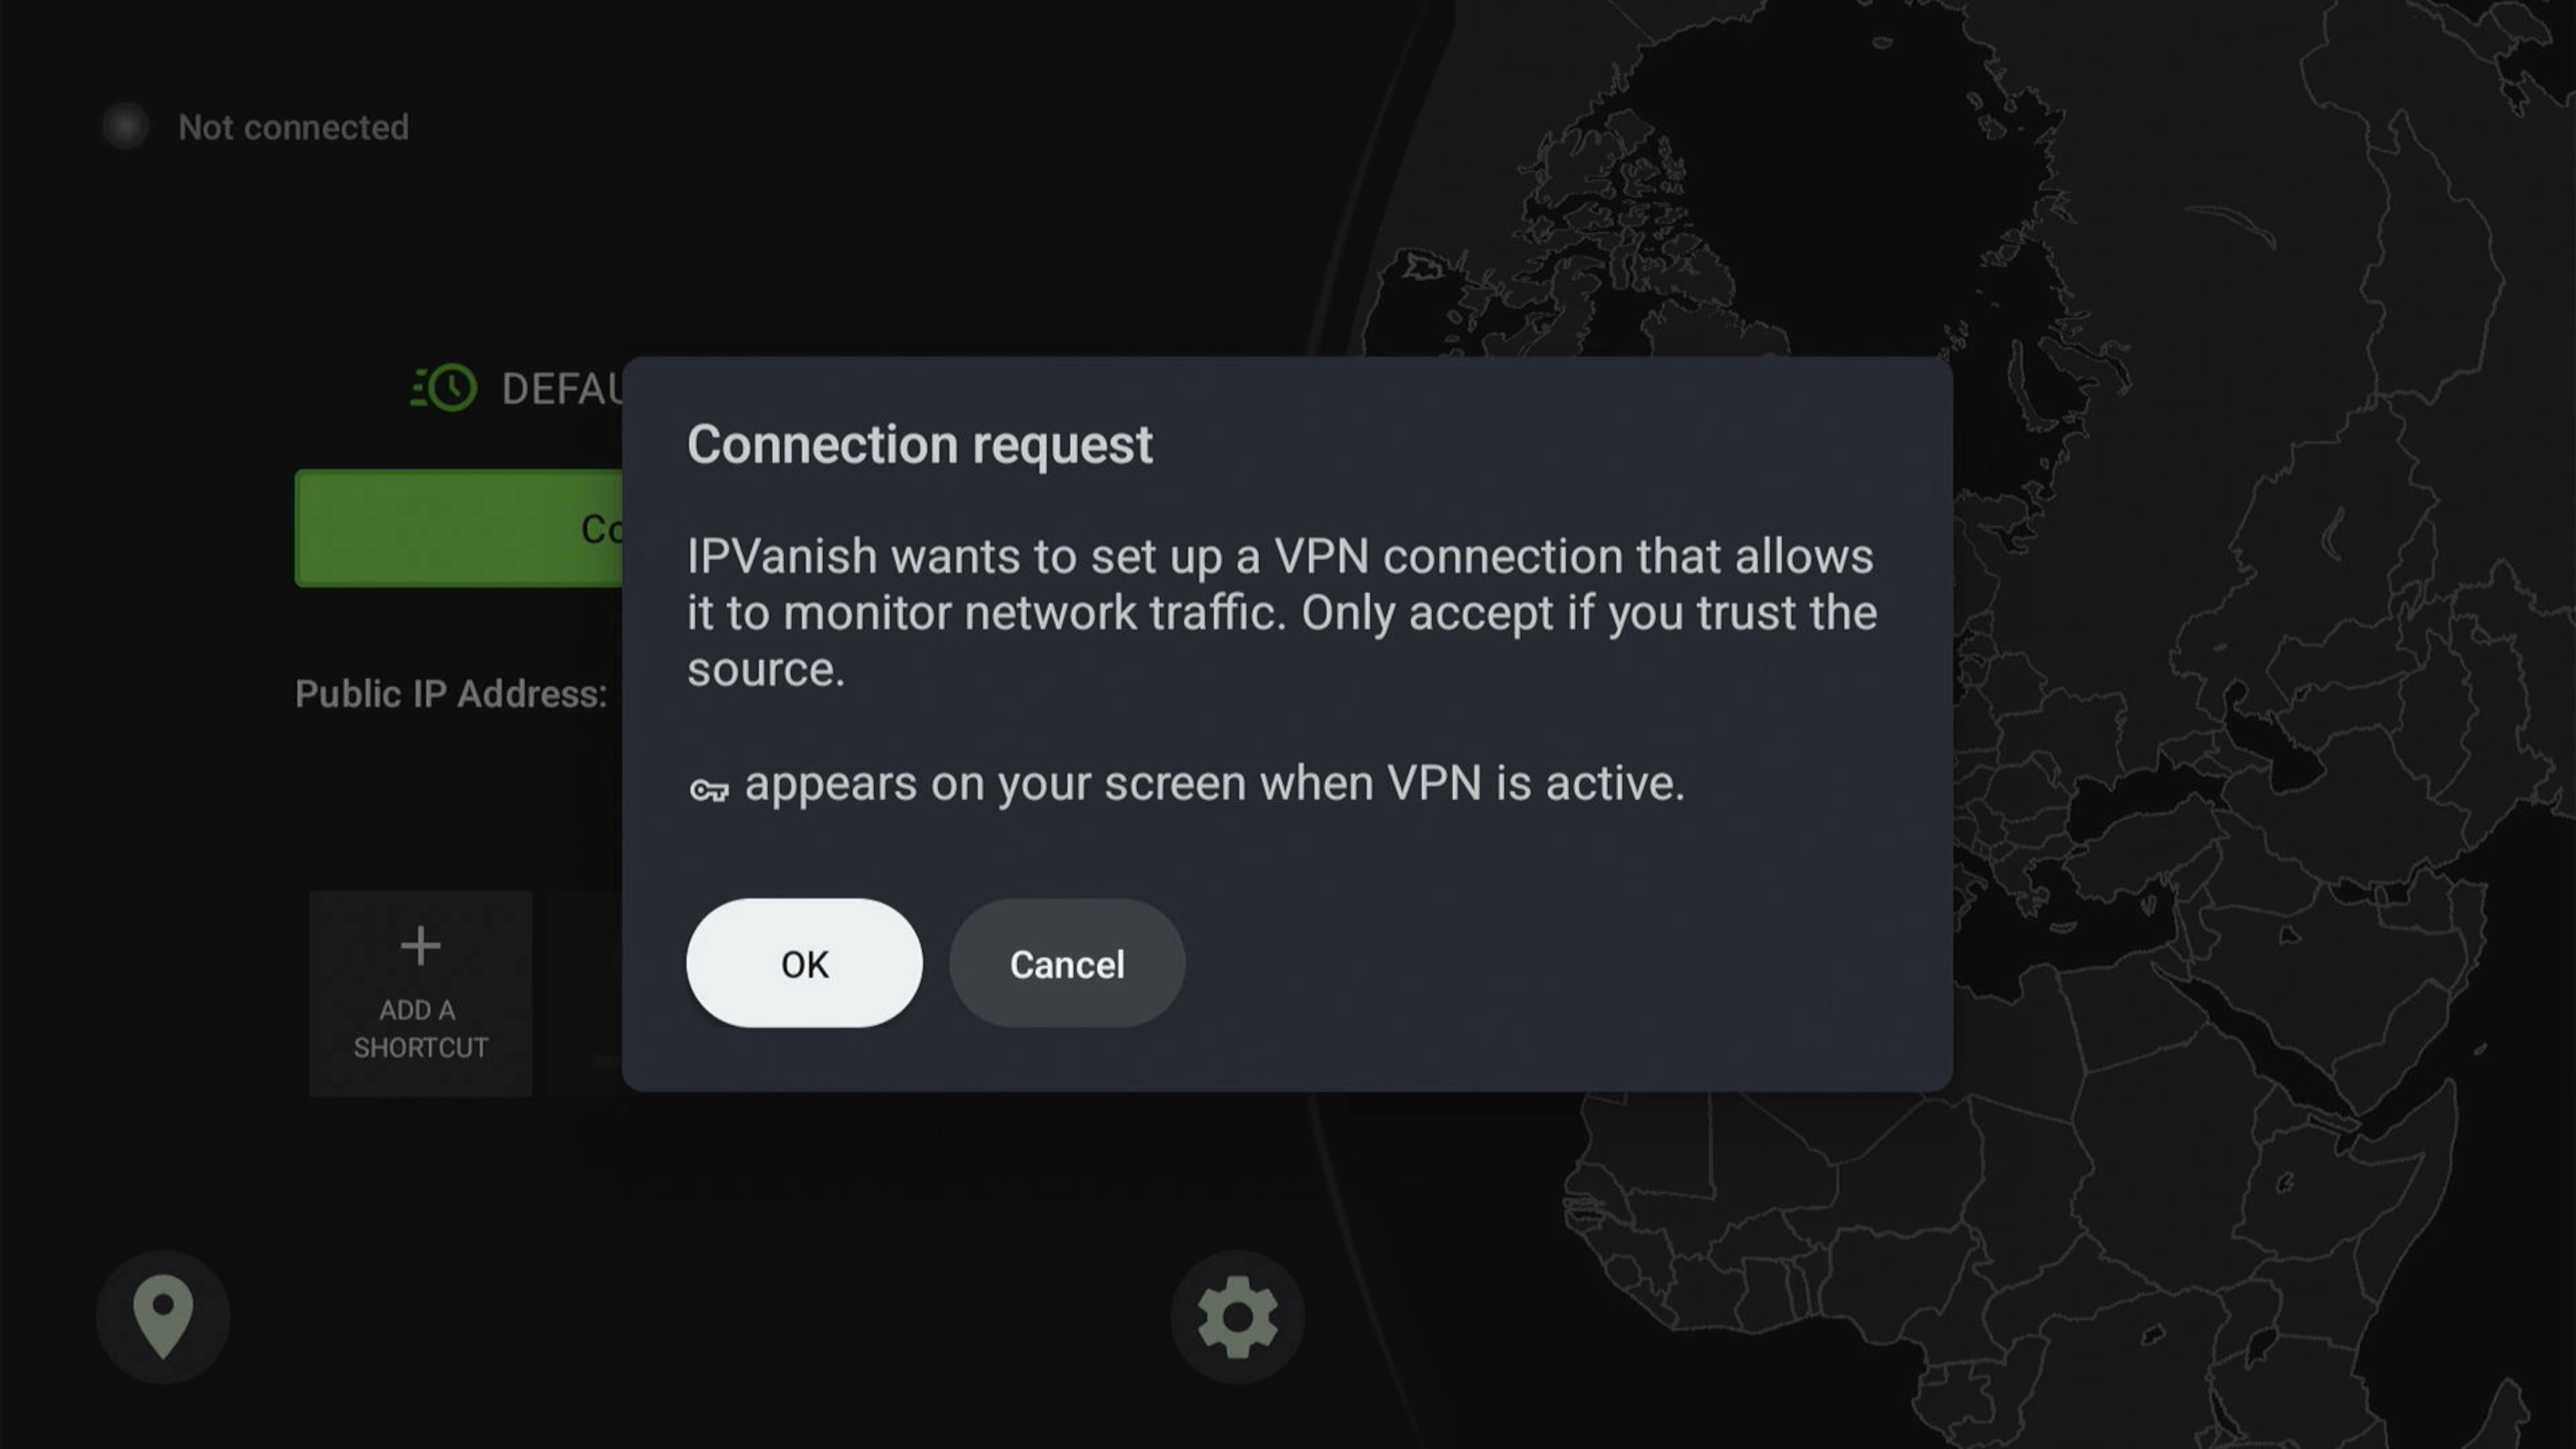 Not connected
DEFAU
Co
Public IP Address:
ADD A
SHORTCUT
Connection request
IPVanish wants to set up a VPN connection that allows
it to monitor network traffic. Only accept if you trust the
source.
appears on your screen when VPN is active.
OK
Cancel